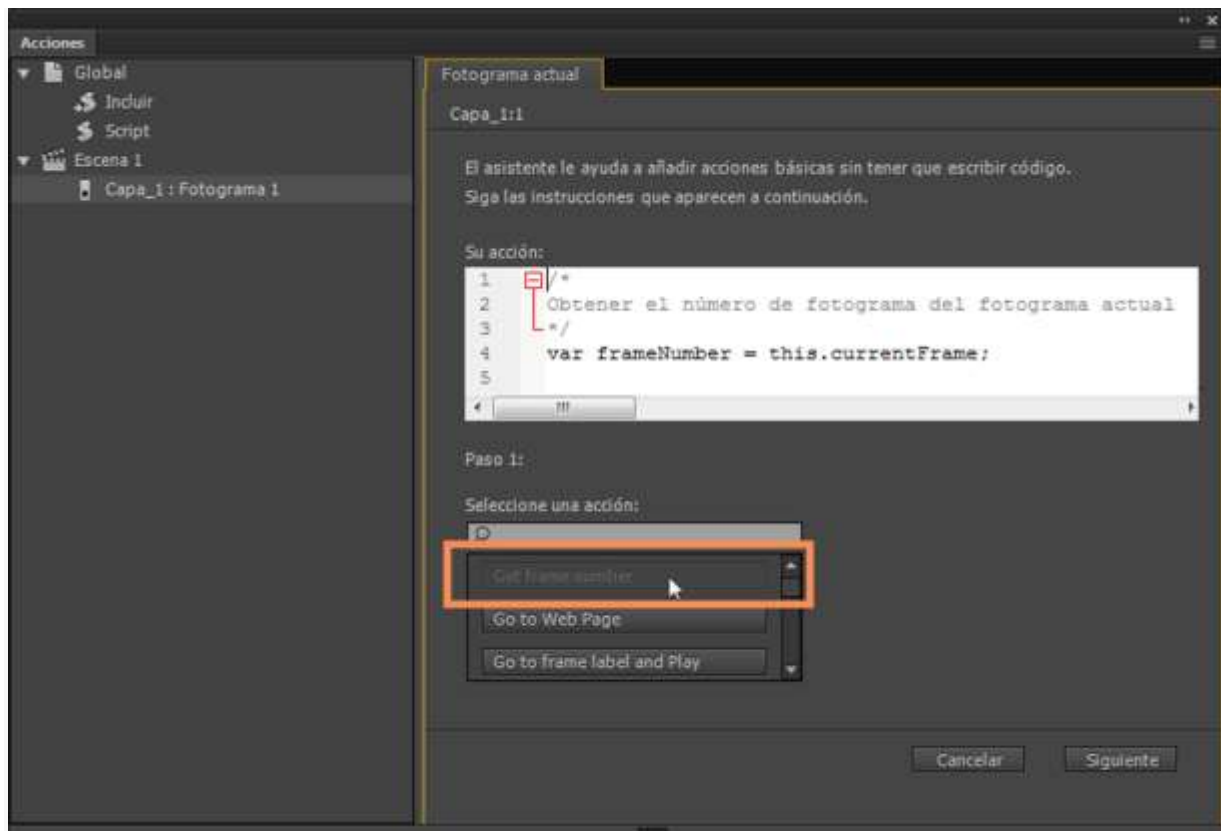 Acciones
Global
Incluir
Script
Escena 1
Capa_1 : Fotograma 1
Fotograma actual
Capa_1:1
El asistente le ayuda a añadir acciones básicas sin tener que escribir código.
Siga las instrucciones que aparecen a continuación.
Su acción:
1 /*
2 Obtener el número de fotograma del fotograma actual
3 */
4 var frameNumber = this.currentFrame;
5
Paso 1:
Seleccione una acción:
Get frame number
Go to Web Page
Go to frame label and Play
Cancelar
Siguiente